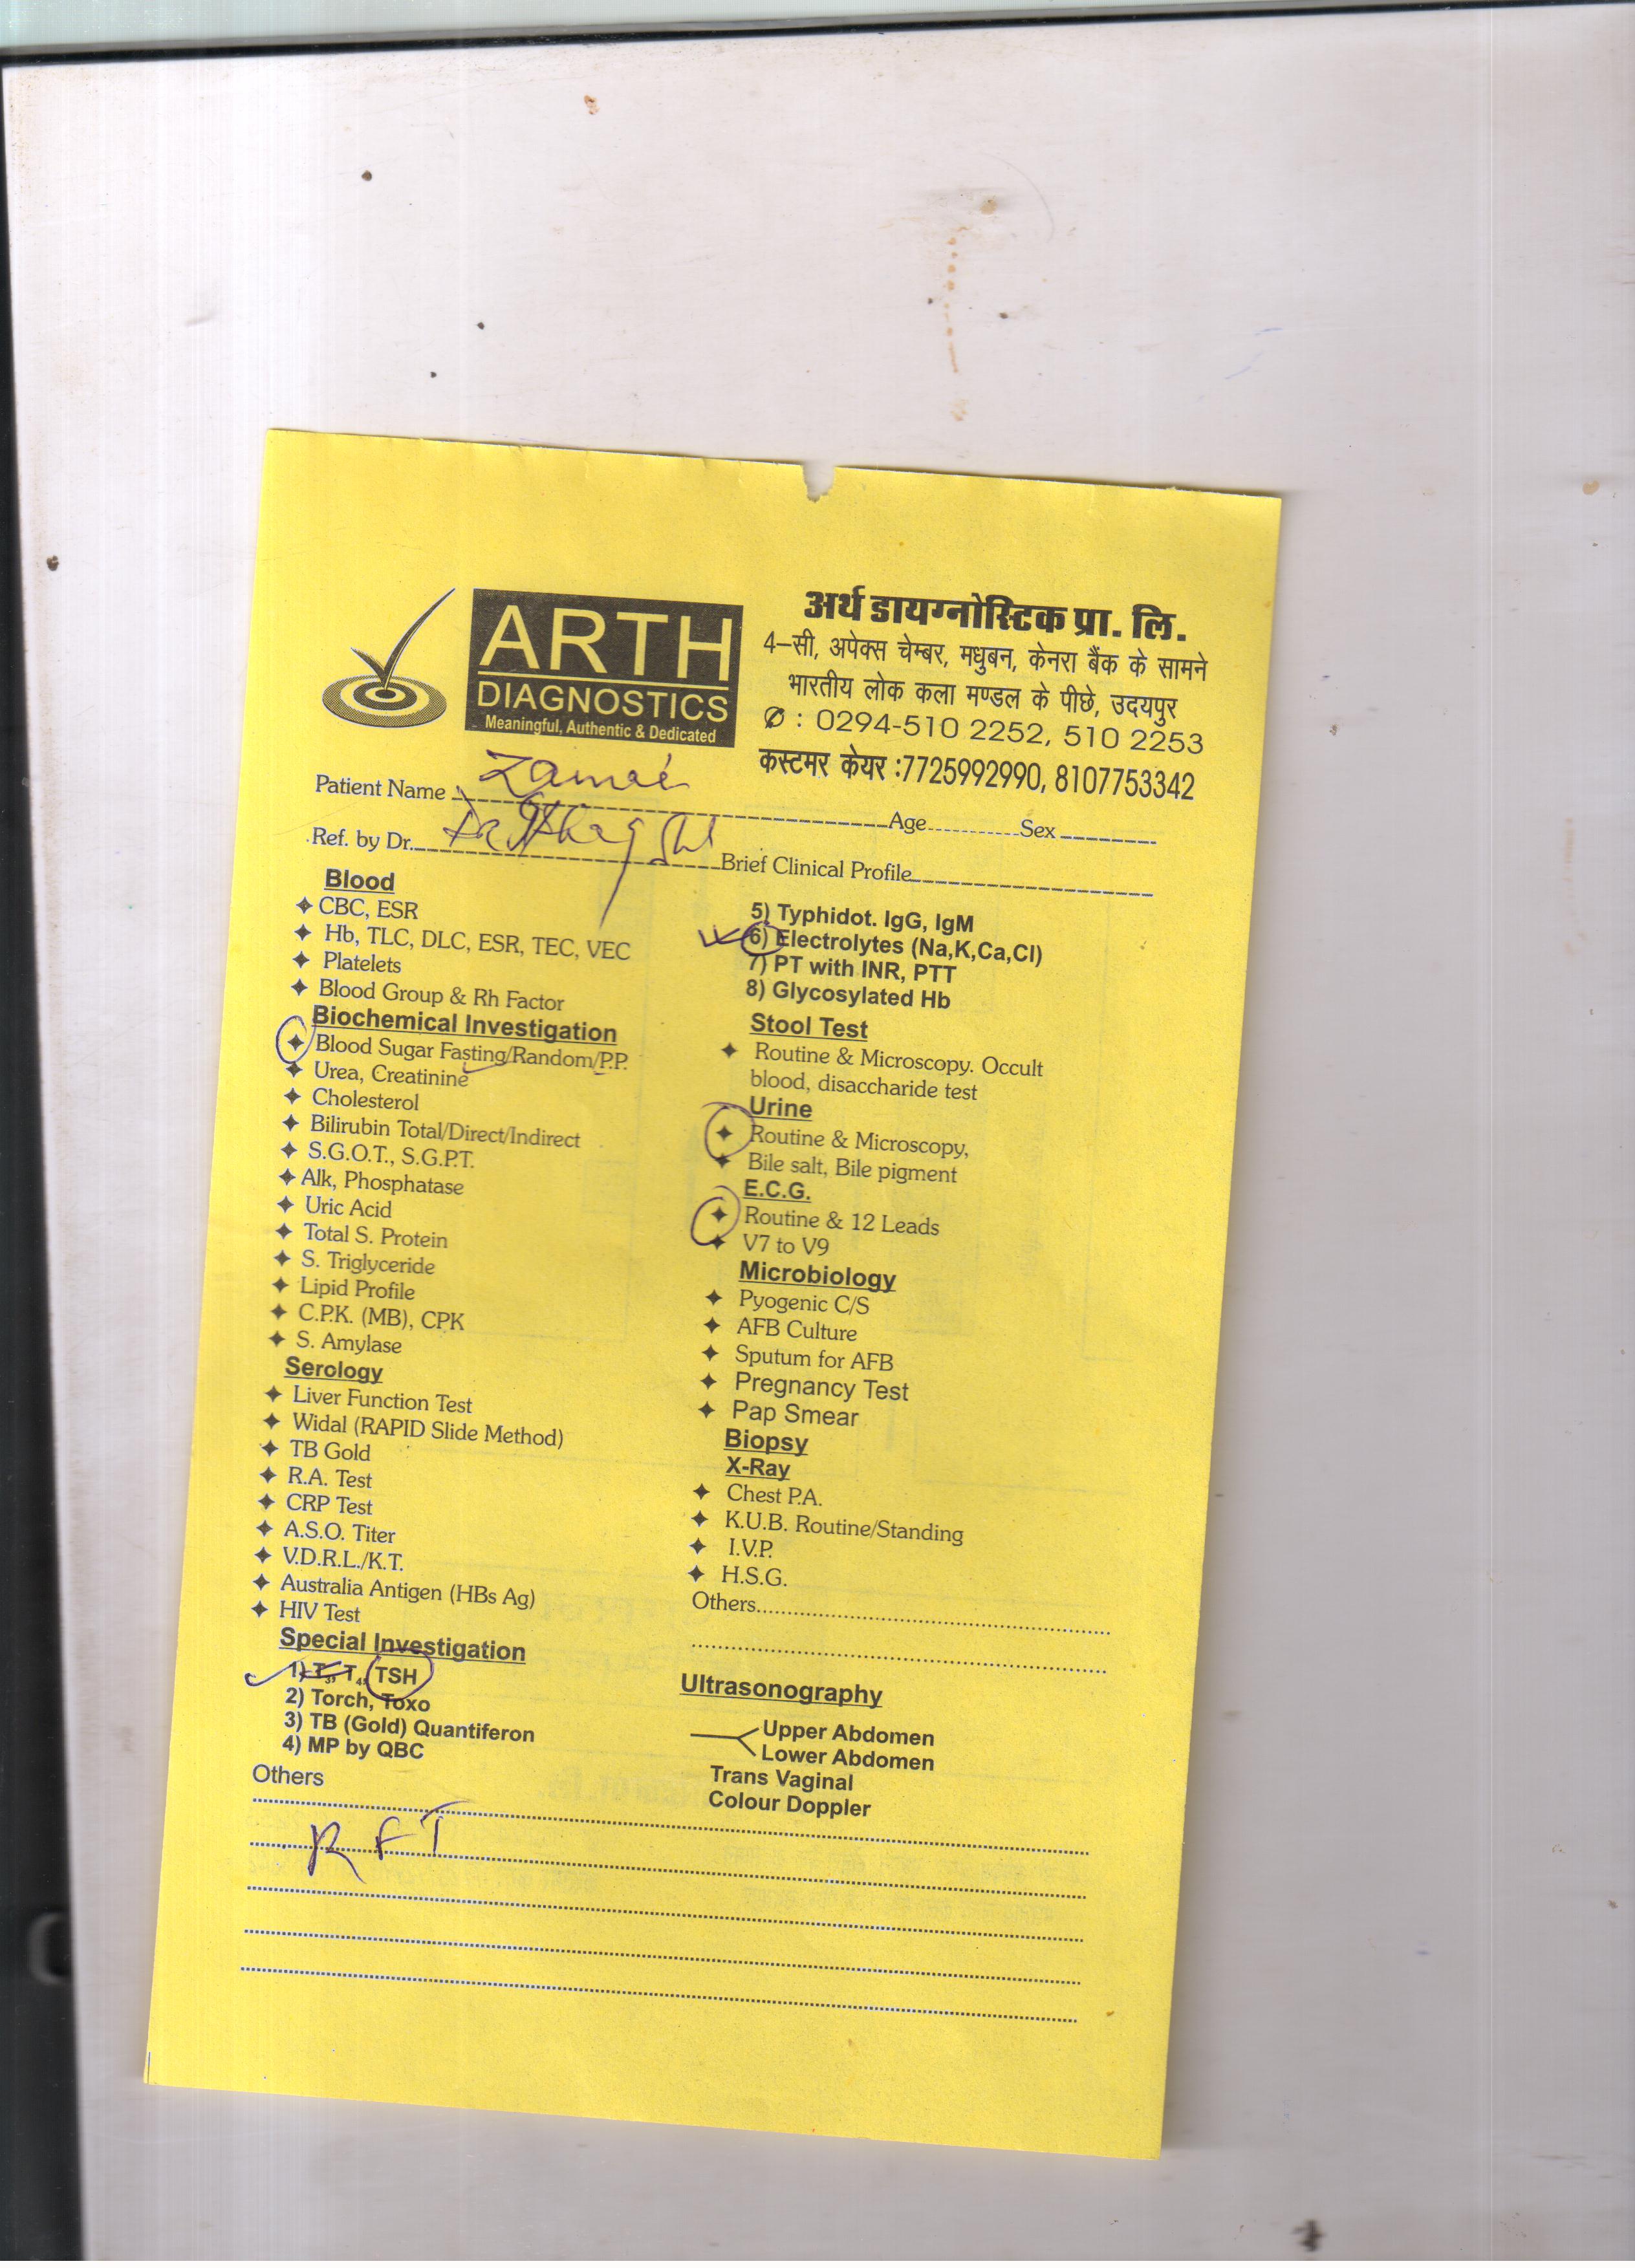 ARTH
DIAGNOSTICS
Meaningful, Authentic & Dedicated
अर्थ डायग्नोस्टिक प्रा. लि.
4–सी, अपेक्स चेम्बर, मधुबन, केनरा बैंक के सामने
भारतीय लोक कला मण्डल के पीछे, उदयपुर
✆ : 0294-510 2252, 510 2253
कस्टमर केयर :7725992990, 8107753342
Patient Name Age Sex
Ref. by Dr. Brief Clinical Profile
Blood
CBC, ESR
Hb, TLC, DLC, ESR, TEC, VEC
Platelets
Blood Group & Rh Factor
Biochemical Investigation
Blood Sugar Fasting/Random/P.P.
Urea, Creatinine
Cholesterol
Bilirubin Total/Direct/Indirect
S.G.O.T., S.G.P.T.
Alk, Phosphatase
Uric Acid
Total S. Protein
S. Triglyceride
Lipid Profile
C.P.K. (MB), CPK
S. Amylase
Serology
Liver Function Test
Widal (RAPID Slide Method)
TB Gold
R.A. Test
CRP Test
A.S.O. Titer
V.D.R.L./K.T.
Australia Antigen (HBs Ag)
HIV Test
Special Investigation
1) T3, T4, TSH
2) Torch, Toxo
3) TB (Gold) Quantiferon
4) MP by QBC
Others
R F T
5) Typhidot. IgG, IgM
6) Electrolytes (Na,K,Ca,Cl)
7) PT with INR, PTT
8) Glycosylated Hb
Stool Test
Routine & Microscopy. Occult
blood, disaccharide test
Urine
Routine & Microscopy,
Bile salt, Bile pigment
E.C.G.
Routine & 12 Leads
V7 to V9
Microbiology
Pyogenic C/S
AFB Culture
Sputum for AFB
Pregnancy Test
Pap Smear
Biopsy
X-Ray
Chest P.A.
K.U.B. Routine/Standing
I.V.P.
H.S.G.
Others
Ultrasonography
Upper Abdomen
Lower Abdomen
Trans Vaginal
Colour Doppler